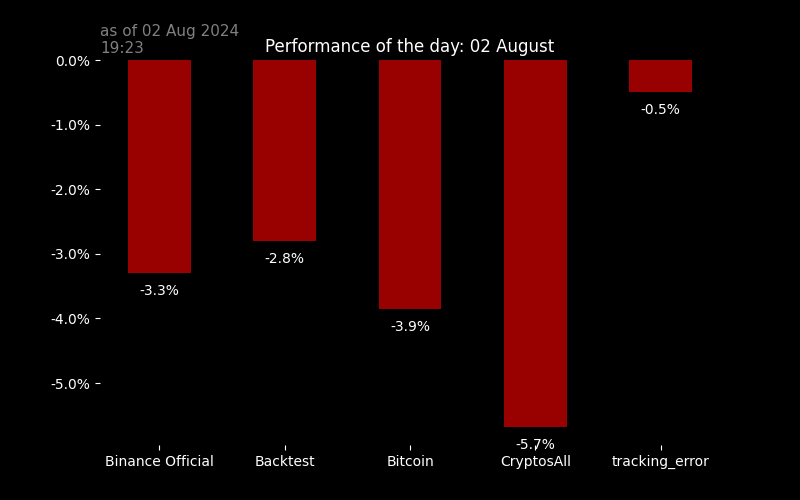 as of 02 Aug 2024
19:23
Performance of the day: 02 August
0.0%
-1.0%
-2.0%
-3.0%
-4.0%
-5.0%
-3.3%
-2.8%
-3.9%
-5.7%
-0.5%
Binance Official
Backtest
Bitcoin
CryptosAll
tracking_error